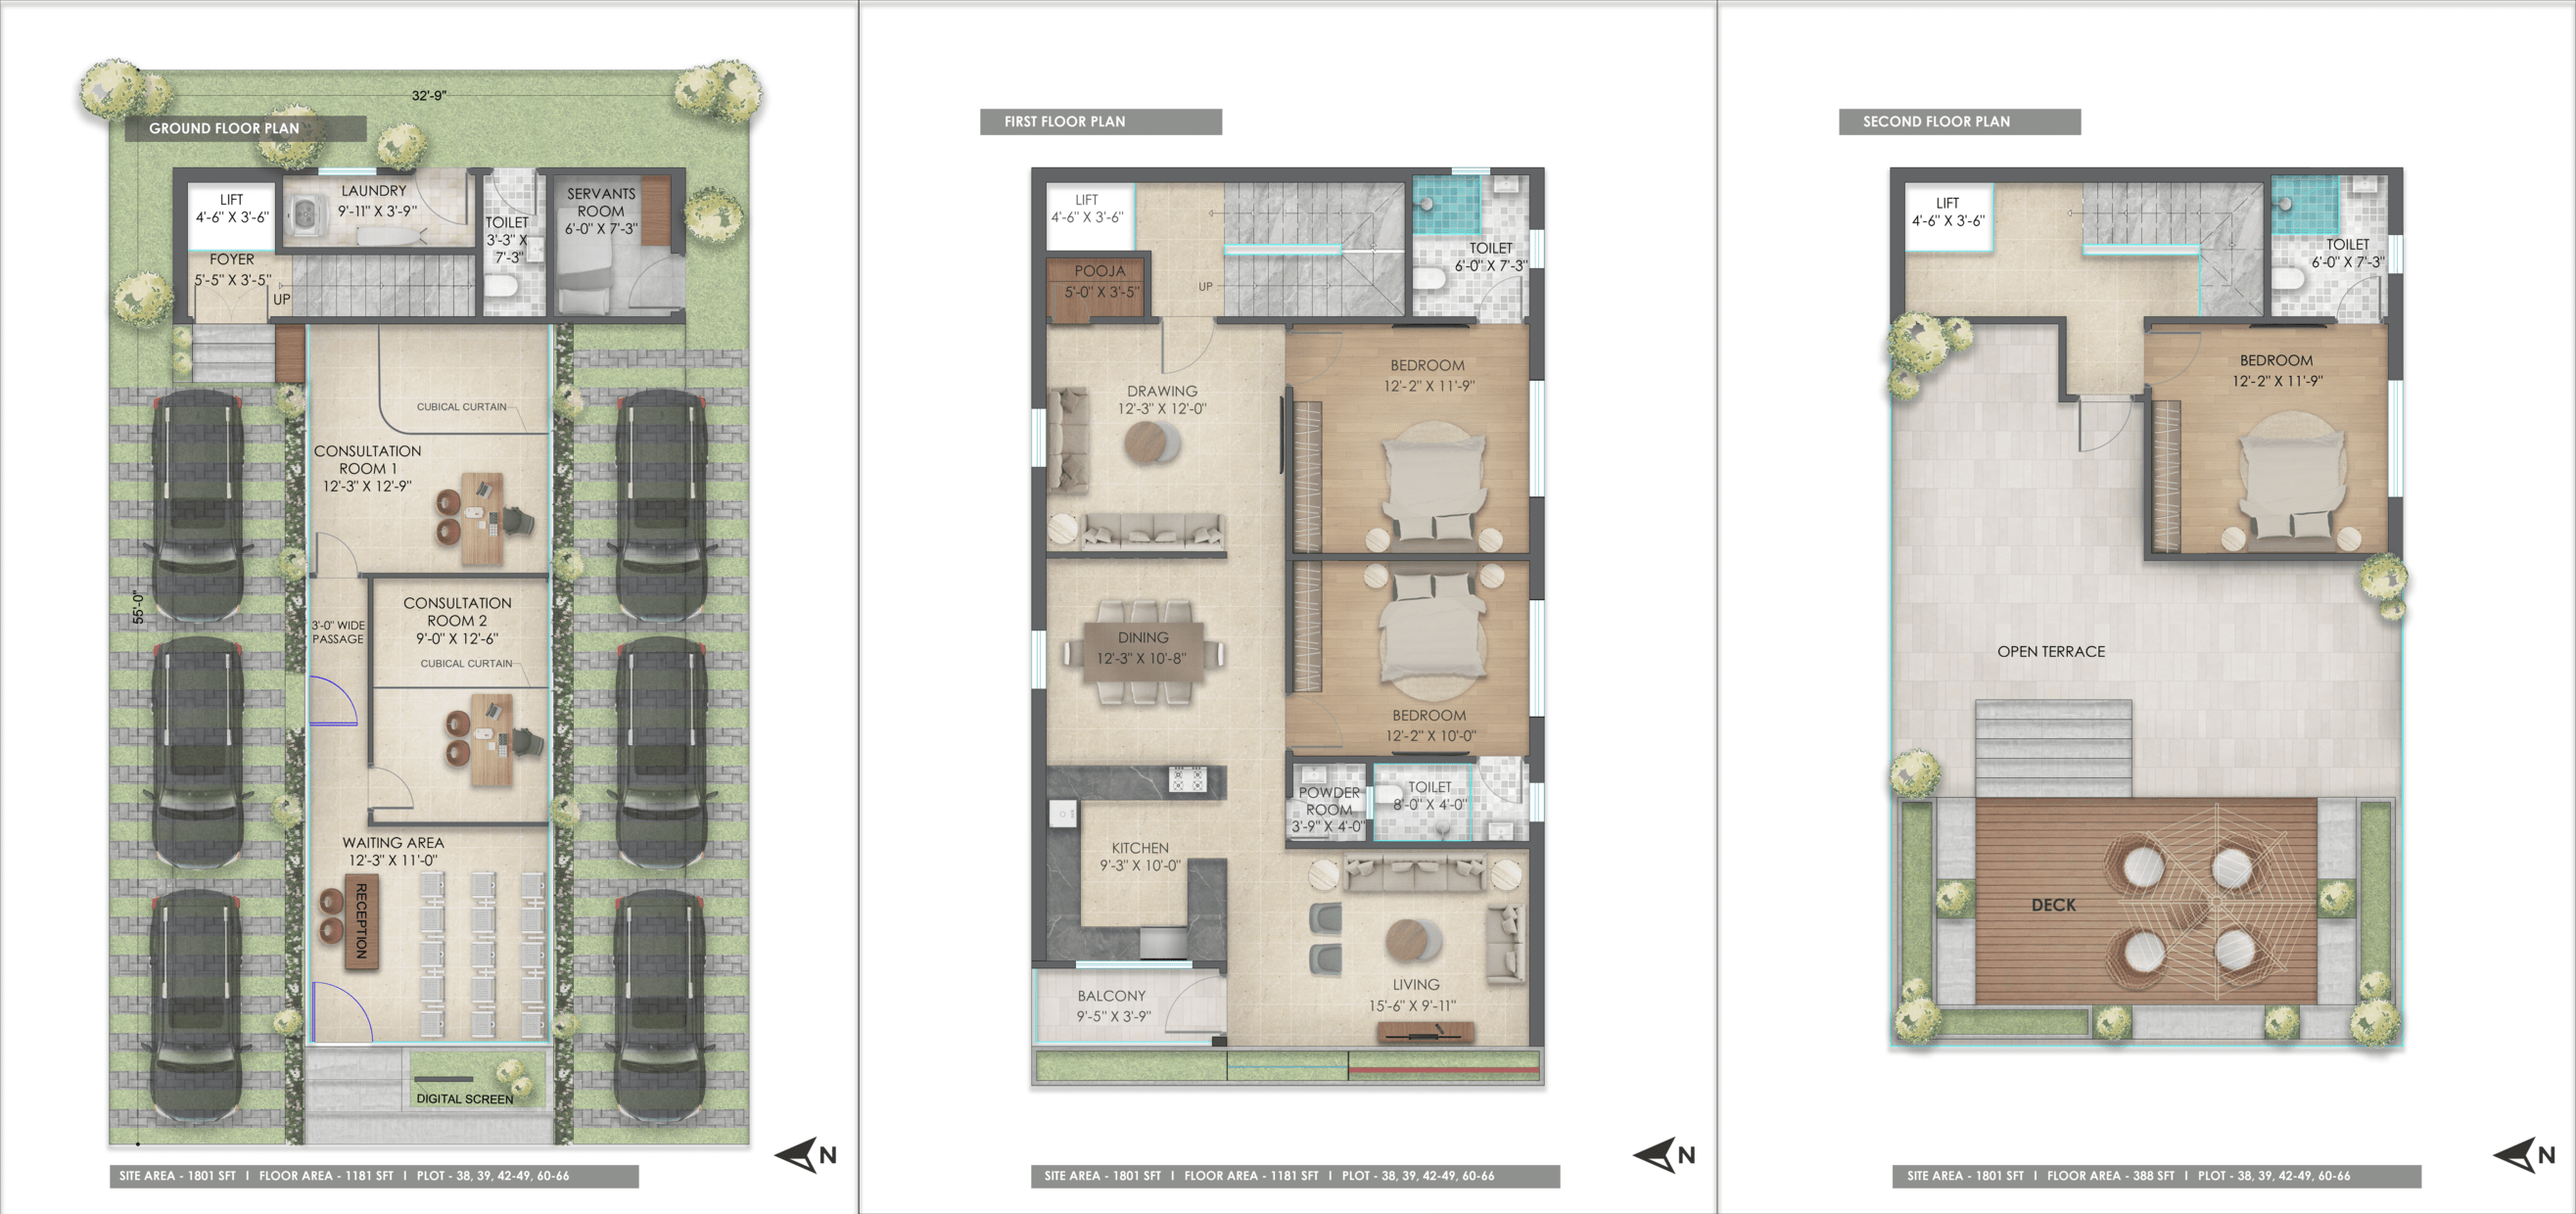 32'-9"
GROUND FLOOR PLAN
LIFT
4'-6" X 3'-6"
LAUNDRY
9'-11" X 3'-9"
TOILET
3'-3" X
7'-3"
SERVANTS
ROOM
6'-0" X 7'-3"
FOYER
5'-5" X 3'-5"
UP
CUBICAL CURTAIN
CONSULTATION
ROOM 1
12'-3" X 12'-9"
55'-0"
3'-0" WIDE
PASSAGE
CONSULTATION
ROOM 2
9'-0" X 12'-6"
CUBICAL CURTAIN
WAITING AREA
12'-3" X 11'-0"
RECEPTION
DIGITAL SCREEN
N
SITE AREA - 1801 SFT I FLOOR AREA - 1181 SFT I PLOT - 38, 39, 42-49, 60-66
FIRST FLOOR PLAN
LIFT
4'-6" X 3'-6"
POOJA
5'-0" X 3'-5"
UP
TOILET
6'-0" X 7'-3"
DRAWING
12'-3" X 12'-0"
BEDROOM
12'-2" X 11'-9"
DINING
12'-3" X 10'-8"
BEDROOM
12'-2" X 10'-0"
POWDER
ROOM
3'-9" X 4'-0"
TOILET
8'-0" X 4'-0"
KITCHEN
9'-3" X 10'-0"
BALCONY
9'-5" X 3'-9"
LIVING
15'-6" X 9'-11"
N
SITE AREA - 1801 SFT I FLOOR AREA - 1181 SFT I PLOT - 38, 39, 42-49, 60-66
SECOND FLOOR PLAN
LIFT
4'-6" X 3'-6"
TOILET
6'-0" X 7'-3"
BEDROOM
12'-2" X 11'-9"
OPEN TERRACE
DECK
N
SITE AREA - 1801 SFT I FLOOR AREA - 388 SFT I PLOT - 38, 39, 42-49, 60-66